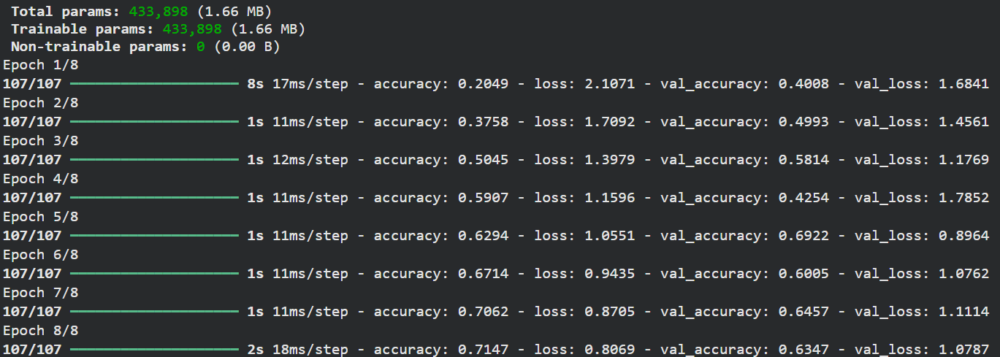 Total params: 433,898 (1.66 MB)
Trainable params: 433,898 (1.66 MB)
Non-trainable params: 0 (0.00 B)
Epoch 1/8
107/107 ━━━━━━━━━━━━━━━━━━━━ 8s 17ms/step - accuracy: 0.2049 - loss: 2.1071 - val_accuracy: 0.4008 - val_loss: 1.6841
Epoch 2/8
107/107 ━━━━━━━━━━━━━━━━━━━━ 1s 11ms/step - accuracy: 0.3758 - loss: 1.7092 - val_accuracy: 0.4993 - val_loss: 1.4561
Epoch 3/8
107/107 ━━━━━━━━━━━━━━━━━━━━ 1s 12ms/step - accuracy: 0.5045 - loss: 1.3979 - val_accuracy: 0.5814 - val_loss: 1.1769
Epoch 4/8
107/107 ━━━━━━━━━━━━━━━━━━━━ 1s 11ms/step - accuracy: 0.5907 - loss: 1.1596 - val_accuracy: 0.4254 - val_loss: 1.7852
Epoch 5/8
107/107 ━━━━━━━━━━━━━━━━━━━━ 1s 11ms/step - accuracy: 0.6294 - loss: 1.0551 - val_accuracy: 0.6922 - val_loss: 0.8964
Epoch 6/8
107/107 ━━━━━━━━━━━━━━━━━━━━ 1s 11ms/step - accuracy: 0.6714 - loss: 0.9435 - val_accuracy: 0.6005 - val_loss: 1.0762
Epoch 7/8
107/107 ━━━━━━━━━━━━━━━━━━━━ 1s 11ms/step - accuracy: 0.7062 - loss: 0.8705 - val_accuracy: 0.6457 - val_loss: 1.1114
Epoch 8/8
107/107 ━━━━━━━━━━━━━━━━━━━━ 2s 18ms/step - accuracy: 0.7147 - loss: 0.8069 - val_accuracy: 0.6347 - val_loss: 1.0787